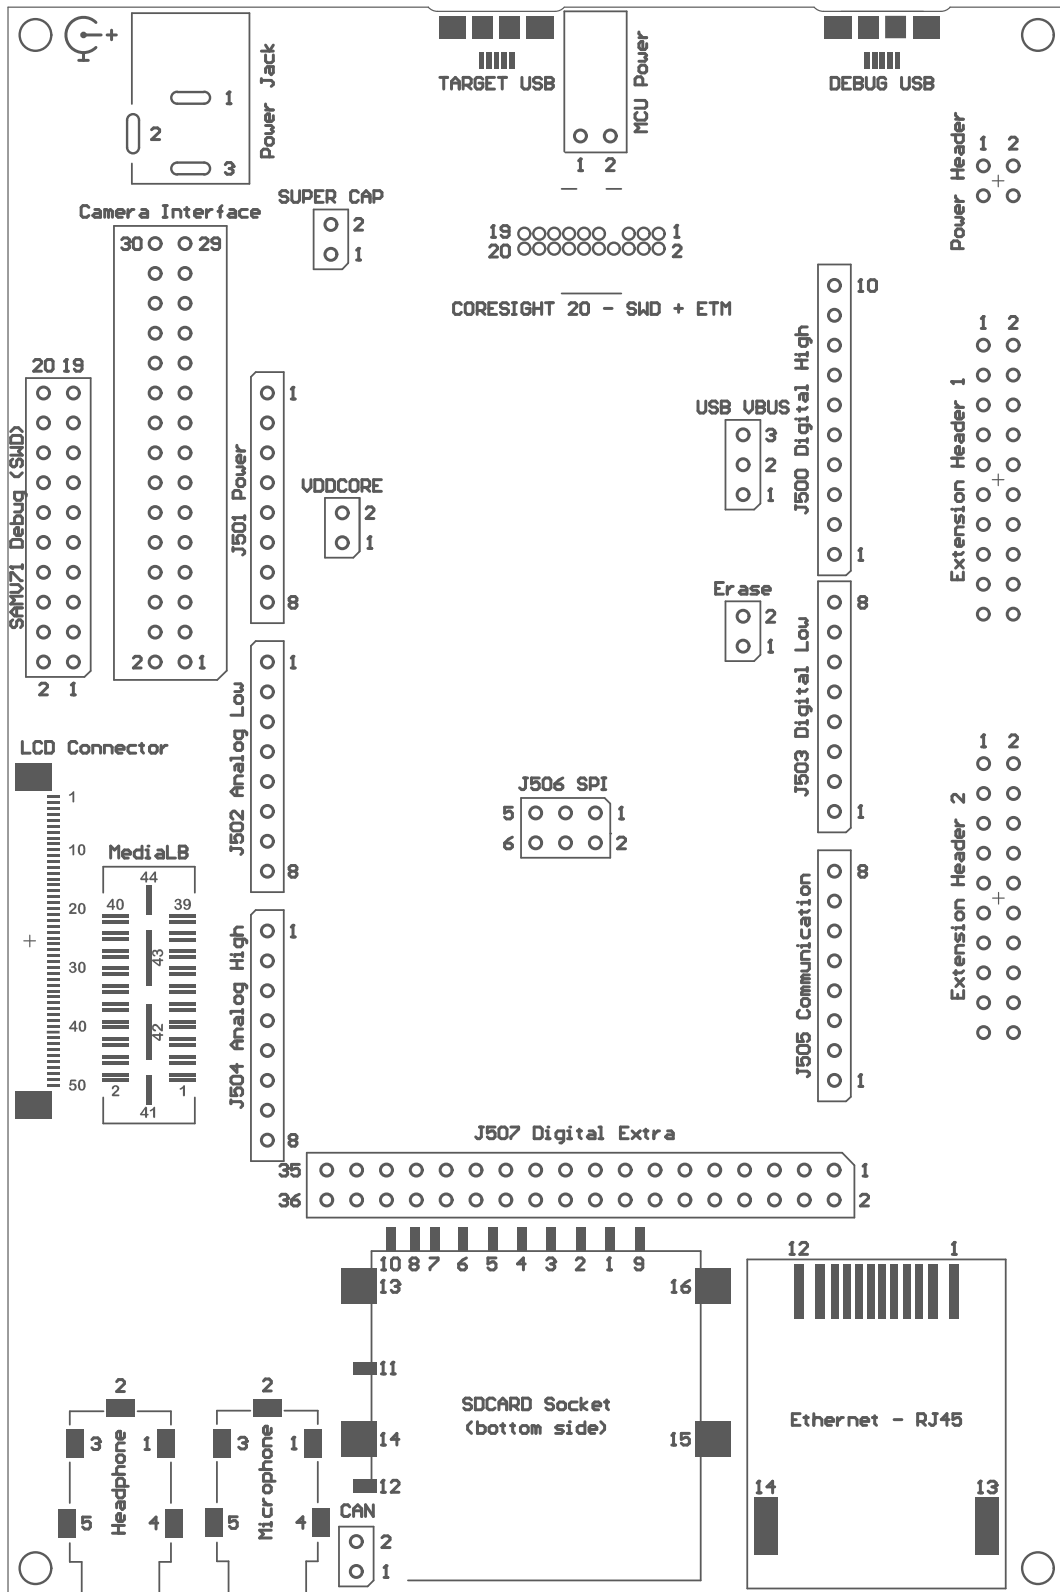 +
TARGET USB
DEBUG USB
Power Jack
1
2
3
MCU Power
1 2
Power Header
1 2
SUPER CAP
2
1
Camera Interface
30 29
2 1
19 1
20 2
CORESIGHT 20 - SWD + ETM
J500 Digital High
10
1
Extension Header 1
1 2
SAMV71 Debug (SWD)
20 19
2 1
J501 Power
1
8
VDDCORE
2
1
USB VBUS
3
2
1
Erase
2
1
J503 Digital Low
8
1
J502 Analog Low
1
8
LCD Connector
1
10
20
30
40
50
MediaLB
44
40 39
43
42
2 1
41
J506 SPI
5 1
6 2
Extension Header 2
1 2
J504 Analog High
1
8
J505 Communication
8
1
J507 Digital Extra
35 1
36 2
10 8 7 6 5 4 3 2 1 9
13 16
11
SDCARD Socket
(bottom side)
14 15
12
12 1
Ethernet - RJ45
14 13
Headphone
2
3 1
5 4
Microphone
2
3 1
5 4
CAN
2
1